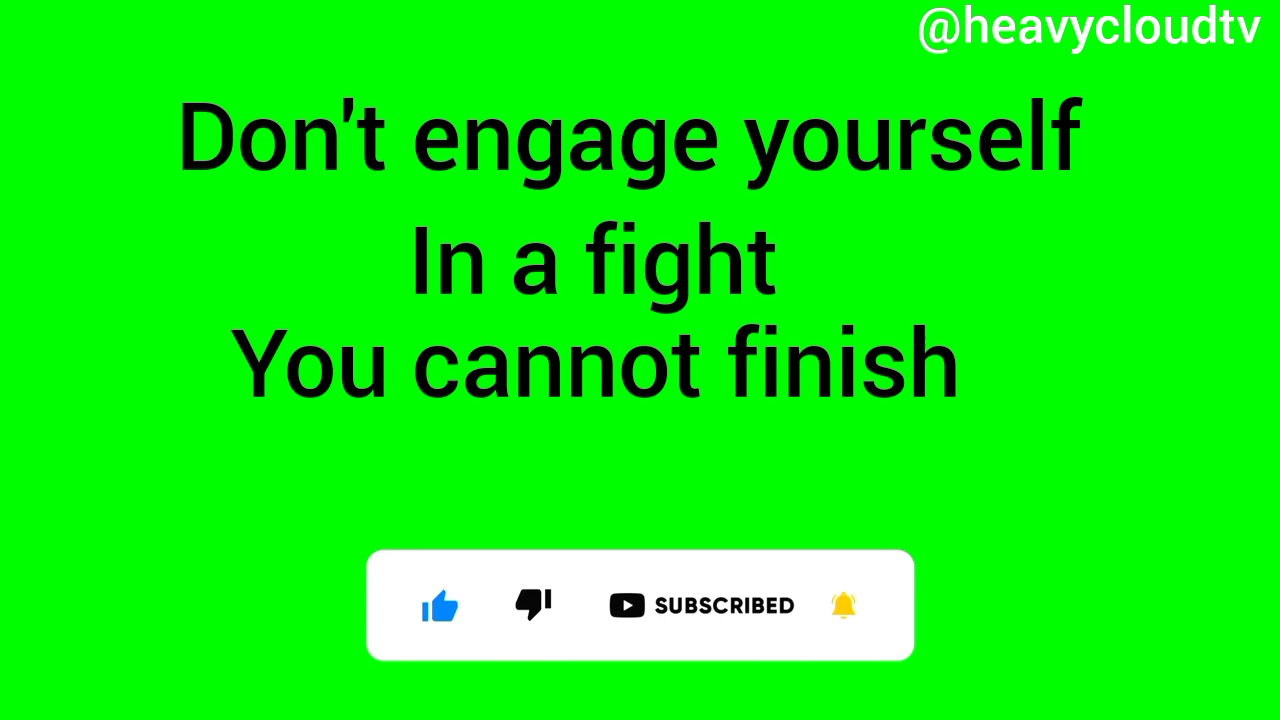 @heavycloudtv
Don't engage yourself
In a fight
You cannot finish
SUBSCRIBED